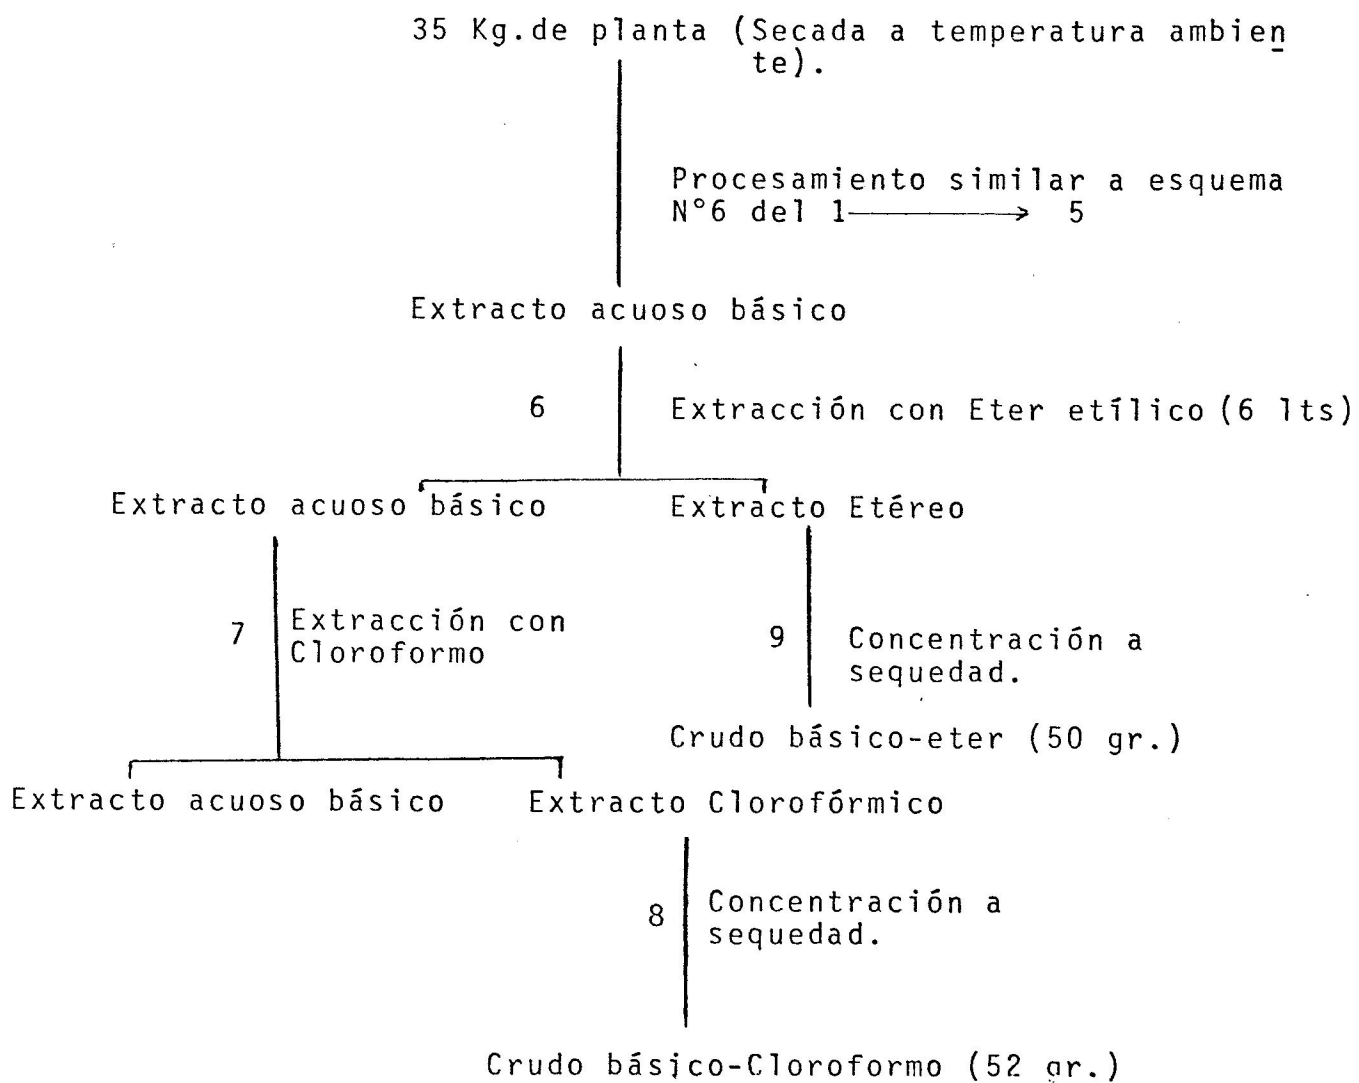 35 Kg.de planta (Secada a temperatura ambien
te).
Procesamiento similar a esquema
N°6 del 1⟶ 5
Extracto acuoso básico
6
Extracción con Eter etílico (6 lts)
Extracto acuoso básico
Extracto Etéreo
7
Extracción con
Cloroformo
9
Concentración a
sequedad.
Crudo básico-eter (50 gr.)
Extracto acuoso básico
Extracto Clorofórmico
8
Concentración a
sequedad.
Crudo básico-Cloroformo (52 gr.)